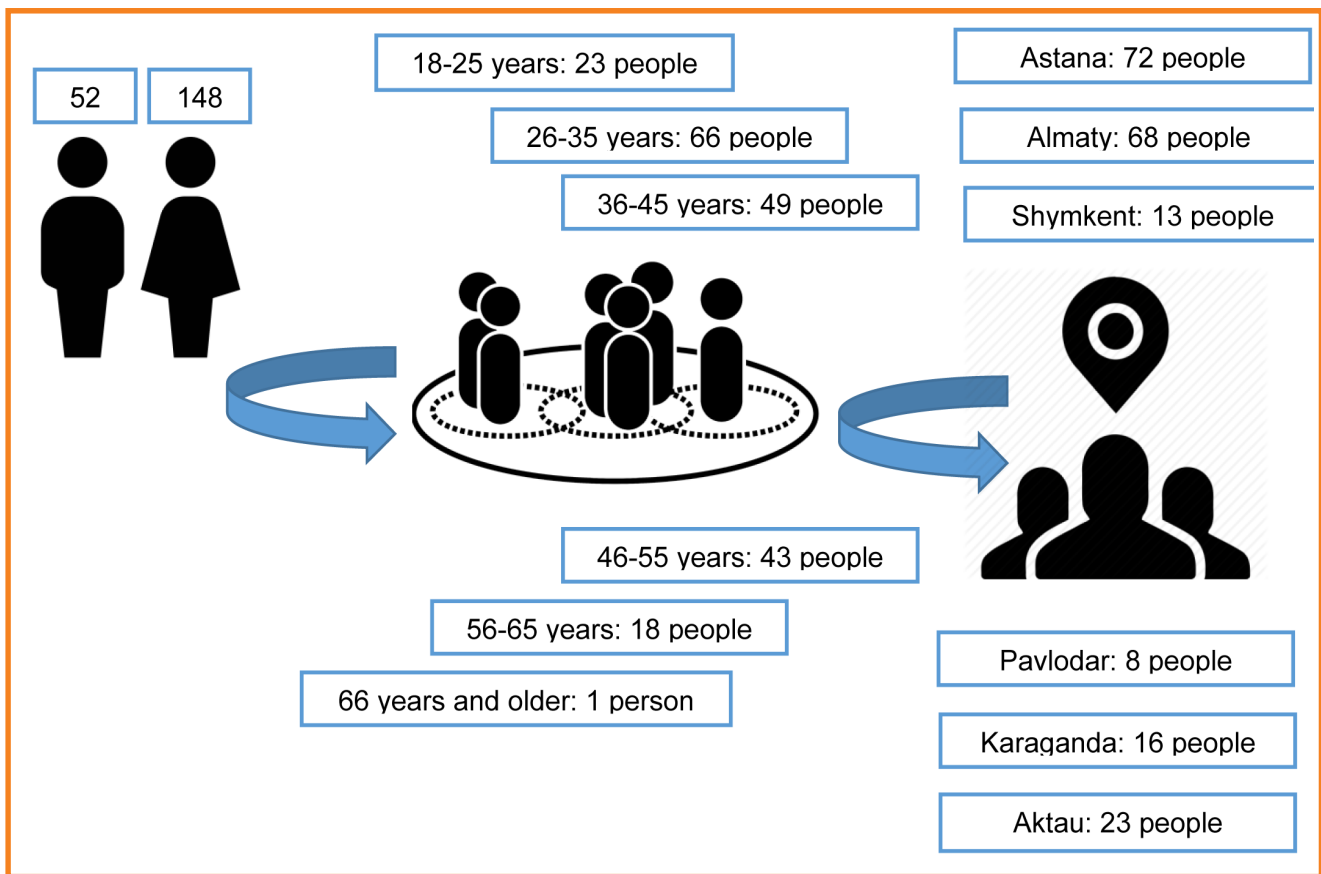 52
148
18-25 years: 23 people
26-35 years: 66 people
36-45 years: 49 people
46-55 years: 43 people
56-65 years: 18 people
66 years and older: 1 person
Astana: 72 people
Almaty: 68 people
Shymkent: 13 people
Pavlodar: 8 people
Karaganda: 16 people
Aktau: 23 people